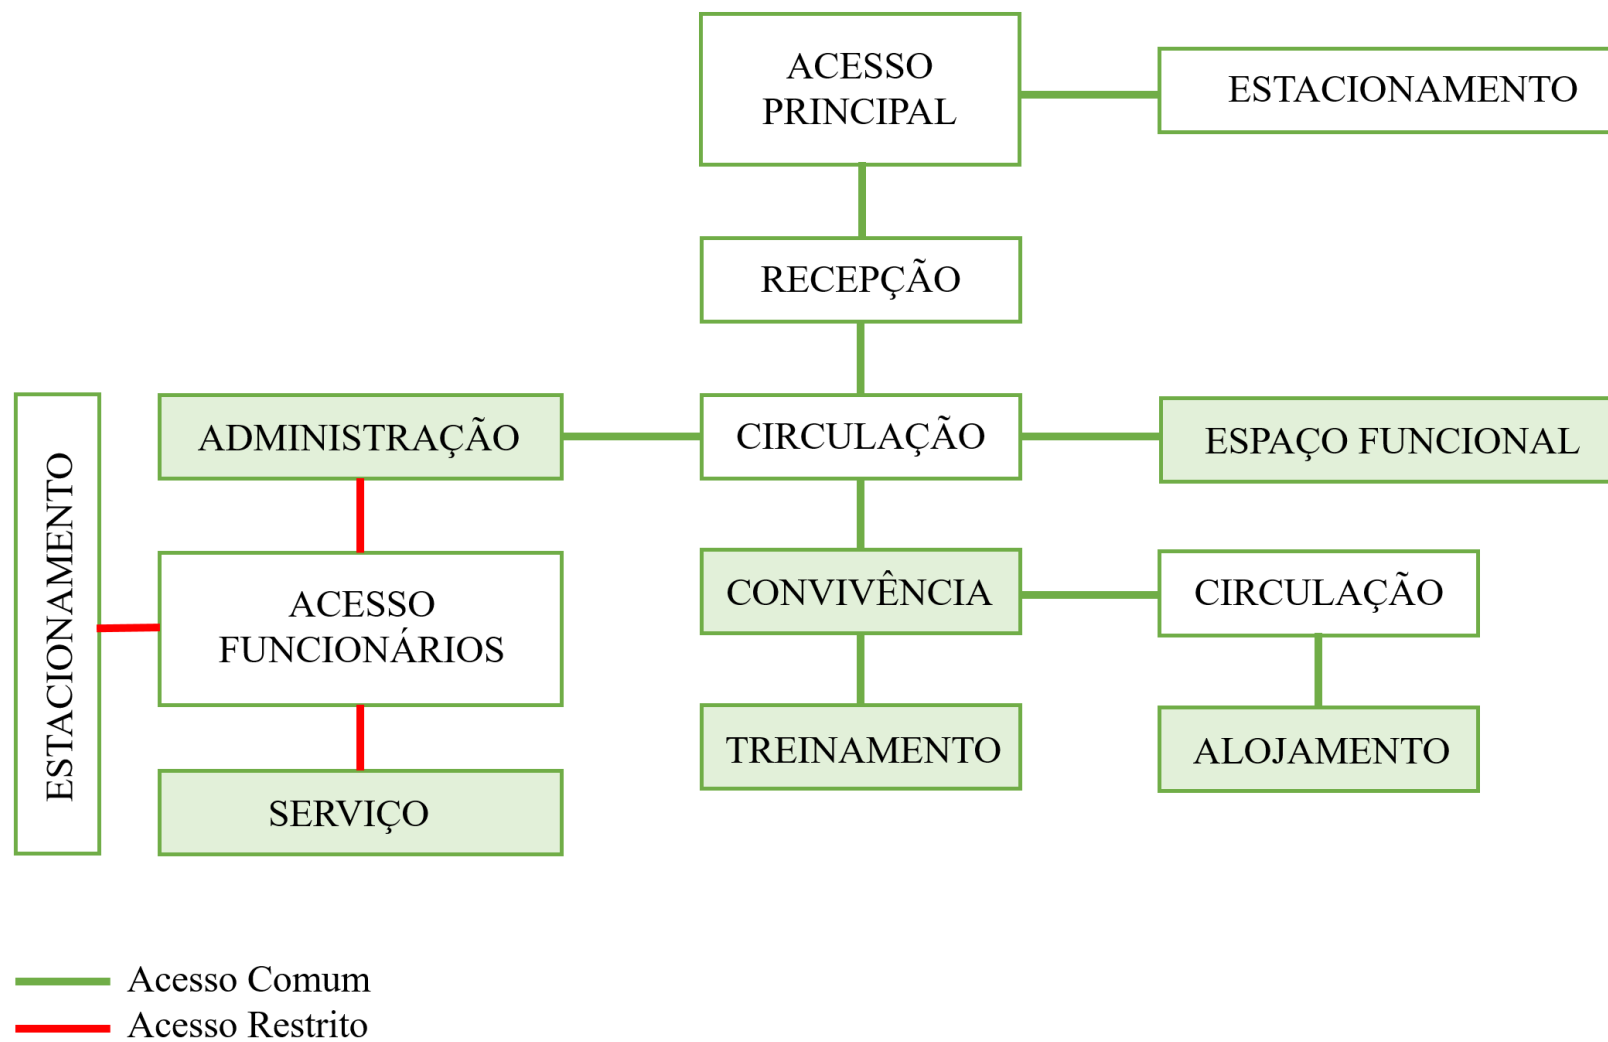 ACESSO
PRINCIPAL
ESTACIONAMENTO
RECEPÇÃO
ADMINISTRAÇÃO
CIRCULAÇÃO
ESPAÇO FUNCIONAL
ESTACIONAMENTO
ACESSO
FUNCIONÁRIOS
CONVIVÊNCIA
CIRCULAÇÃO
SERVIÇO
TREINAMENTO
ALOJAMENTO
Acesso Comum
Acesso Restrito